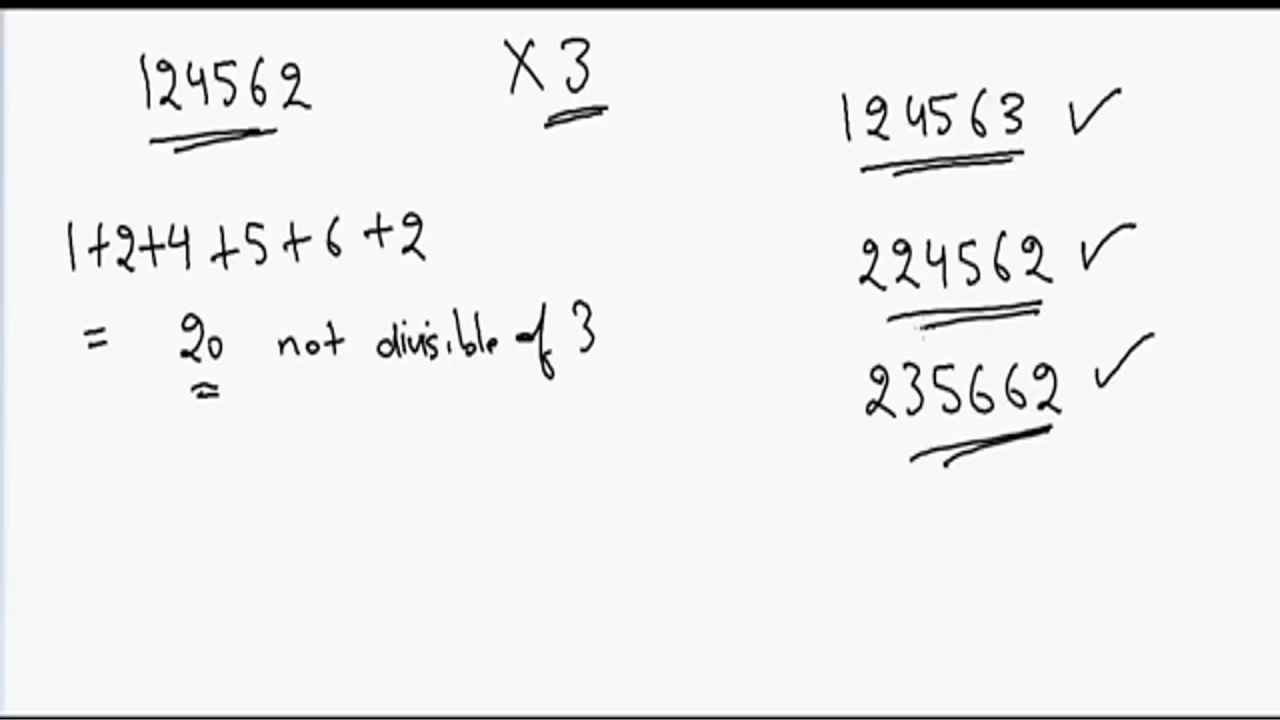 124562 X 3
1+2+4+5+6+2
= 20 not divisible of 3
124563 ✓
224562 ✓
235662 ✓